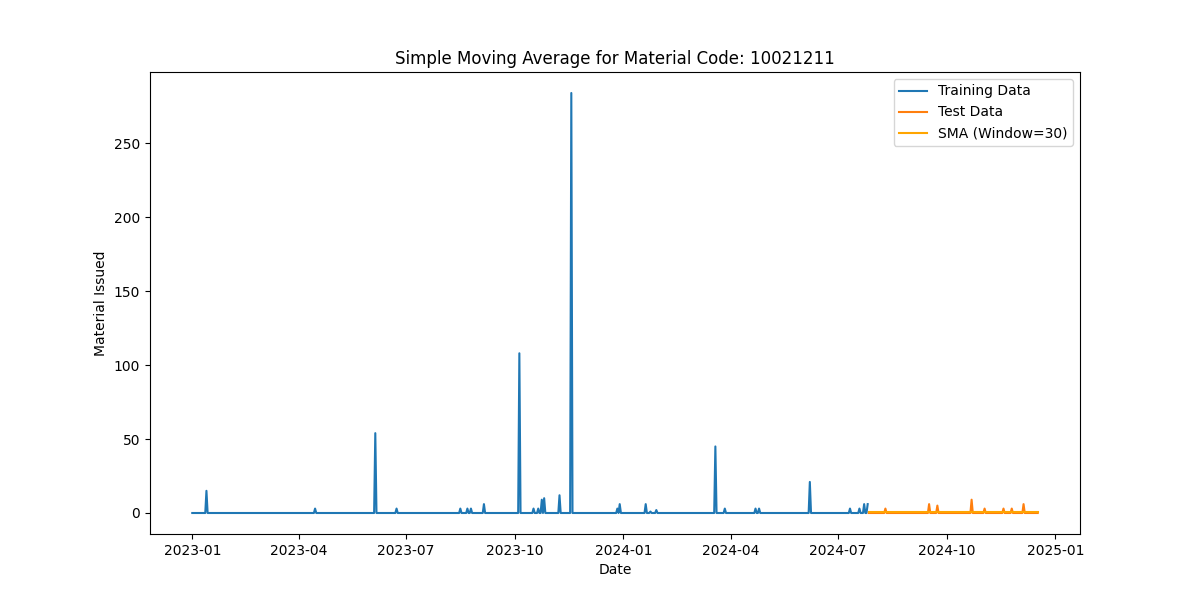 Simple Moving Average for Material Code: 10021211
Training Data
Test Data
SMA (Window=30)
Material Issued
250
200
150
100
50
0
2023-01 2023-04 2023-07 2023-10 2024-01 2024-04 2024-07 2024-10 2025-01
Date